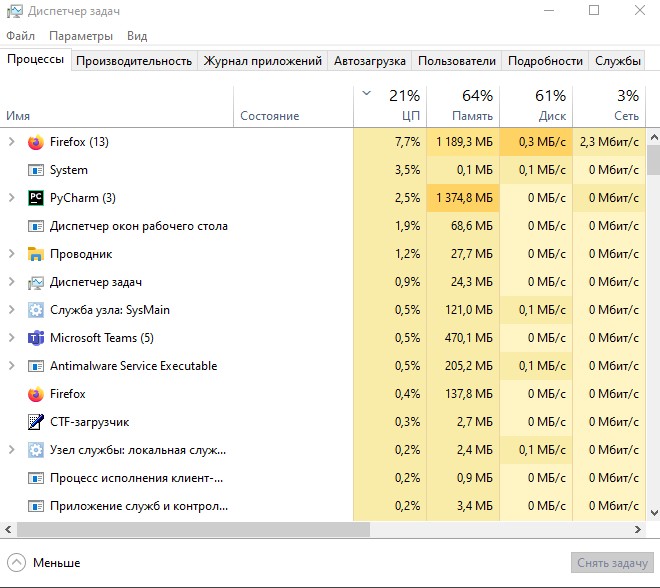 Диспетчер задач
Файл Параметры Вид
Процессы Производительность Журнал приложений Автозагрузка Пользователи Подробности Службы
21% 64% 61% 3%
Имя Состояние ЦП Память Диск Сеть
Firefox (13) 7,7% 1 189,3 МБ 0,3 МБ/с 2,3 Мбит/с
System 3,5% 0,1 МБ 0,1 МБ/с 0 Мбит/с
PC PyCharm (3) 2,5% 1 374,8 МБ 0 МБ/с 0 Мбит/с
Диспетчер окон рабочего стола 1,9% 68,6 МБ 0 МБ/с 0 Мбит/с
Проводник 1,2% 27,7 МБ 0 МБ/с 0 Мбит/с
Диспетчер задач 0,9% 24,3 МБ 0 МБ/с 0 Мбит/с
Служба узла: SysMain 0,5% 121,0 МБ 0,1 МБ/с 0 Мбит/с
Microsoft Teams (5) 0,5% 470,1 МБ 0 МБ/с 0 Мбит/с
Antimalware Service Executable 0,5% 205,2 МБ 0,1 МБ/с 0 Мбит/с
Firefox 0,4% 137,8 МБ 0 МБ/с 0 Мбит/с
CTF-загрузчик 0,3% 2,7 МБ 0 МБ/с 0 Мбит/с
Узел службы: локальная служ... 0,2% 2,4 МБ 0,1 МБ/с 0 Мбит/с
Процесс исполнения клиент-... 0,2% 0,9 МБ 0 МБ/с 0 Мбит/с
Приложение служб и контрол... 0,2% 3,4 МБ 0 МБ/с 0 Мбит/с
Меньше Снять задачу